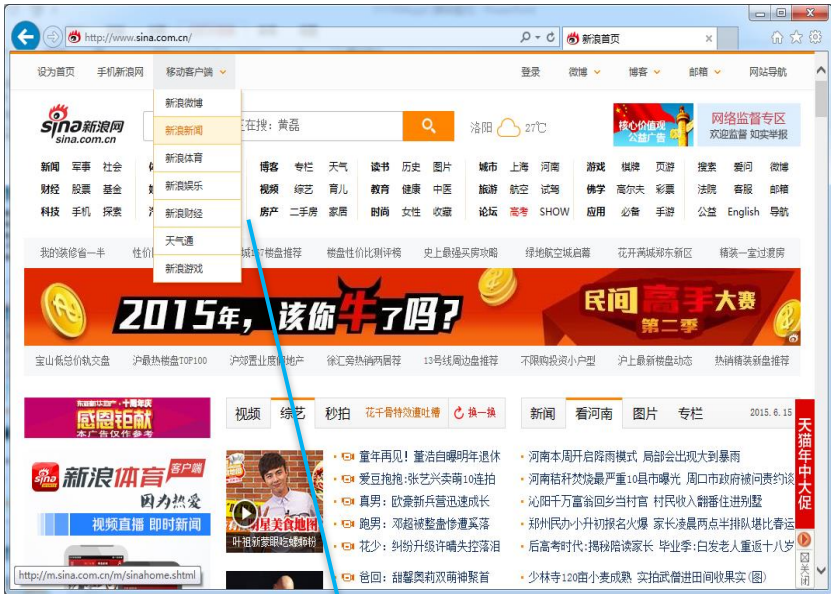 http://www.sina.com.cn/
新浪首页
设为首页 手机新浪网 移动客户端 登录 微博 博客 邮箱 网站导航
新浪微博
新浪新闻
新浪体育
新浪娱乐
新浪财经
天气通
新浪游戏
sina新浪网
sina.com.cn
在搜：黄磊
洛阳 27℃
核心价值观
公益广告
网络监督专区
欢迎监督 如实举报
新闻 军事 社会 博客 专栏 天气 读书 历史 图片 城市 上海 河南 游戏 棋牌 页游 搜索 爱问 微博
财经 股票 基金 视频 综艺 育儿 教育 健康 中医 旅游 航空 试驾 佛学 高尔夫 彩票 法院 客服 邮箱
科技 手机 探索 房产 二手房 家居 时尚 女性 收藏 论坛 高考 SHOW 应用 必备 手游 公益 English 导航
我的装修省一半 性价 楼盘推荐 楼盘性价比测评榜 史上最强买房攻略 绿地航空城启幕 花开满城郑东新区 精装一室过渡房
2015年，该你牛了吗?
民间高手大赛
第二季
宝山低总价轨交盘 沪最热楼盘TOP100 沪郊置业度假地产 徐汇旁热销两居荐 13号线周边盘推荐 不限购投资小户型 沪上最新楼盘动态 热销精装新盘推荐
感恩钜献
本广告仅作参考
视频 综艺 秒拍 花千骨特效遭吐槽 换一换
新闻 看河南 图片 专栏 2015.6.15
新浪体育客户端
因为热爱
视频直播 即时新闻
明星美食地图
叶祖新蒙眼吃螺蛳粉
童年再见！董浩自曝明年退休
爱豆抱抱:张艺兴卖萌10连拍
真男：欧豪新兵营迅速成长
跑男：邓超被整蛊惨遭奚落
花少：纠纷升级许晴失控落泪
爸回：甜馨奥莉双萌神聚首
河南本周开启降雨模式 局部会出现大到暴雨
河南秸秆焚烧最严重10县市曝光 周口市政府被问责约谈
沁阳千万富翁回乡当村官 村民收入翻番住进别墅
郑州民办小升初报名火爆 家长凌晨两点半排队堪比春运
后高考时代:揭秘陪读家长 毕业季:白发老人重返十八岁
少林寺120亩小麦成熟 实拍武僧进田间收果实(图)
天猫年中大促
关闭
http://m.sina.com.cn/m/sinahome.shtml